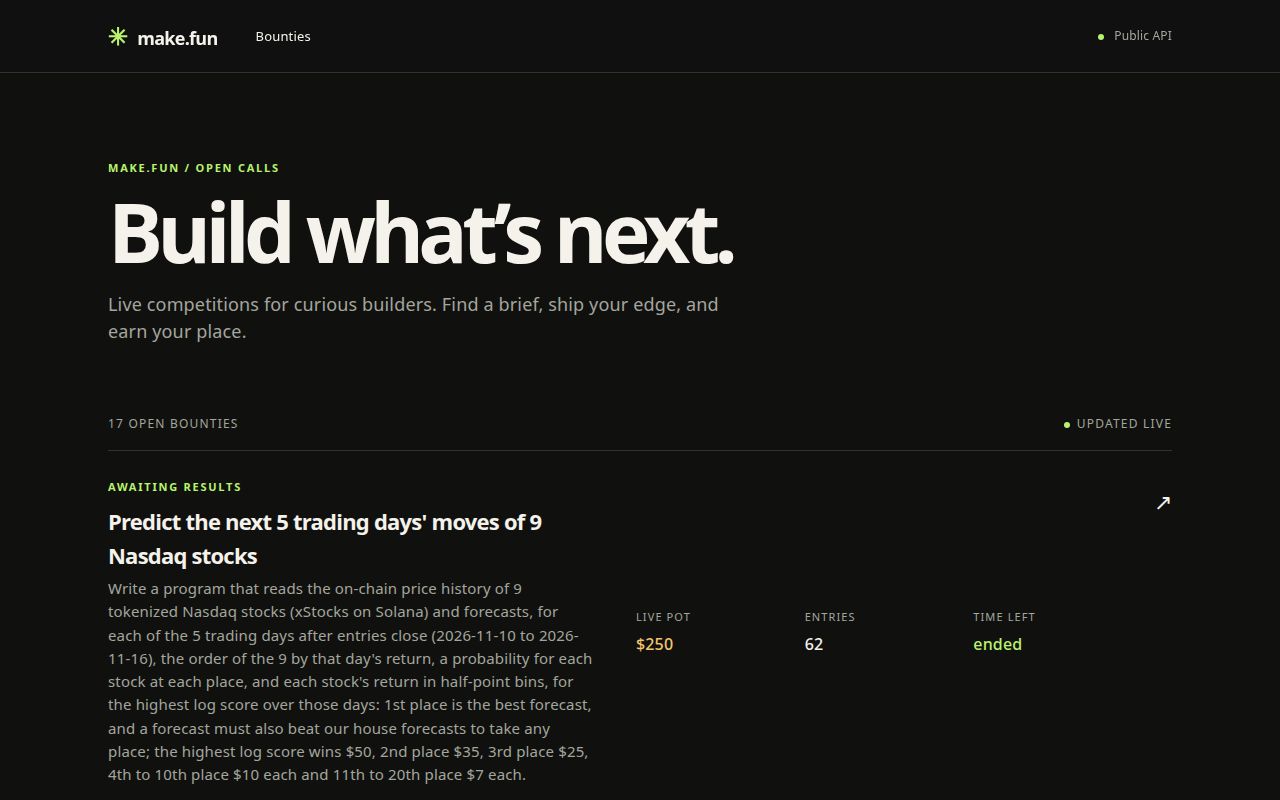 make.fun
Bounties
Public API
MAKE.FUN / OPEN CALLS
Build what’s next.
Live competitions for curious builders. Find a brief, ship your edge, and
earn your place.
17 OPEN BOUNTIES
UPDATED LIVE
AWAITING RESULTS
↗
Predict the next 5 trading days' moves of 9
Nasdaq stocks
Write a program that reads the on-chain price history of 9
tokenized Nasdaq stocks (xStocks on Solana) and forecasts, for
each of the 5 trading days after entries close (2026-11-10 to 2026-
11-16), the order of the 9 by that day's return, a probability for each
stock at each place, and each stock's return in half-point bins, for
the highest log score over those days: 1st place is the best forecast,
and a forecast must also beat our house forecasts to take any
place; the highest log score wins $50, 2nd place $35, 3rd place $25,
4th to 10th place $10 each and 11th to 20th place $7 each.
LIVE POT
$250
ENTRIES
62
TIME LEFT
ended